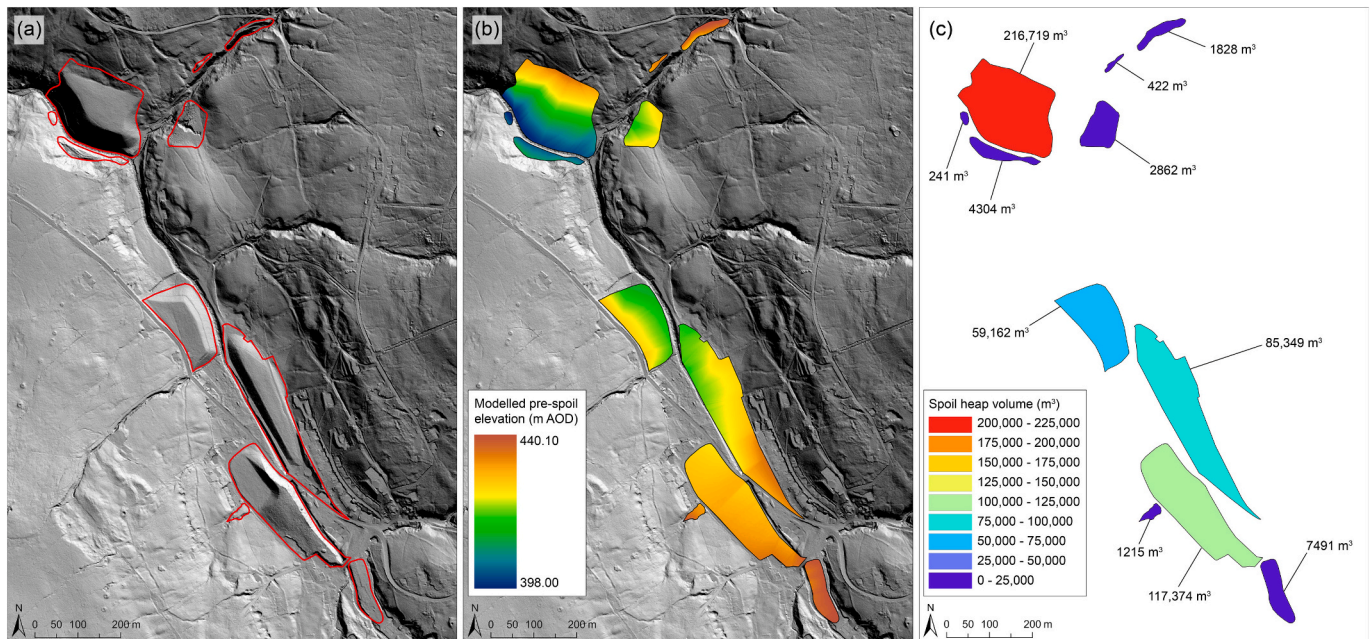 (a)
N
0
100
200 m
(b)
Modelled pre-spoil
elevation (m AOD)
440.10
398.00
N
0
100
200 m
(c)
216,719 m³
1828 m³
422 m³
241 m³
4304 m³
2862 m³
59,162 m³
85,349 m³
1215 m³
117,374 m³
7491 m³
Spoil heap volume (m³)
200,000 - 225,000
175,000 - 200,000
150,000 - 175,000
125,000 - 150,000
100,000 - 125,000
75,000 - 100,000
50,000 - 75,000
25,000 - 50,000
0 - 25,000
N
0 50 100
200 m